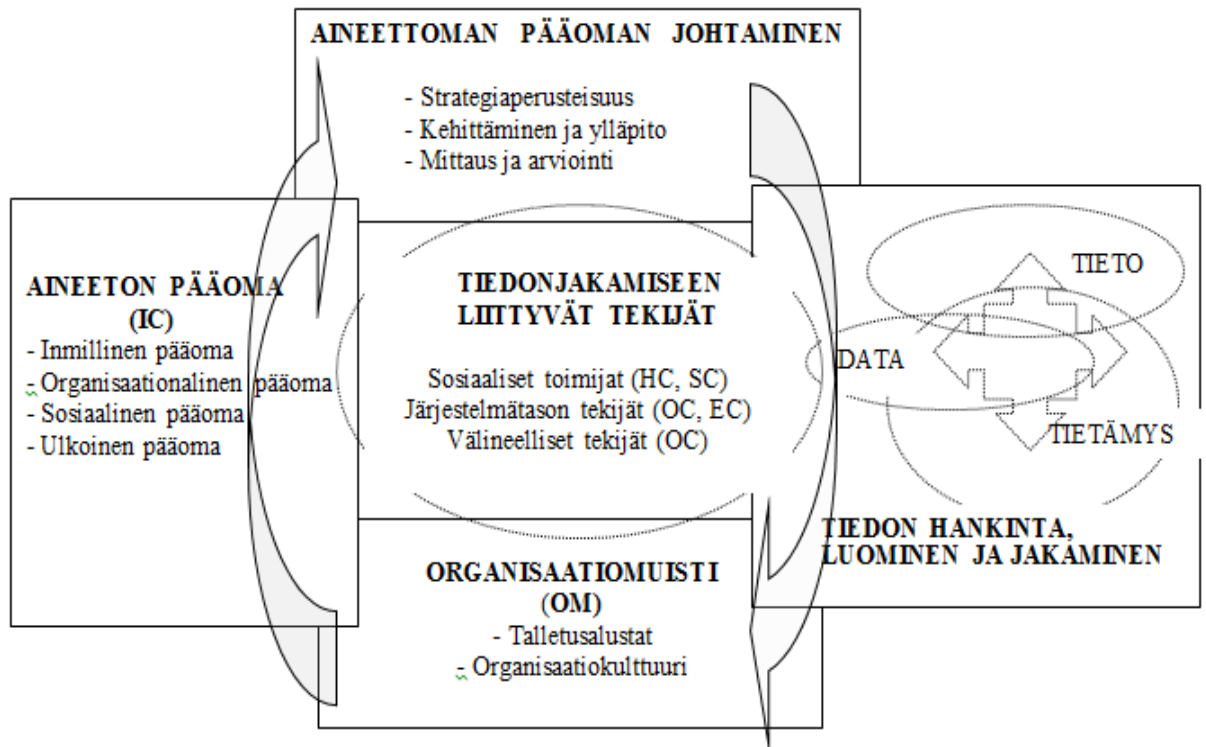 AINEETTOMAN PÄÄOMAN JOHTAMINEN
- Strategiaperusteisuus
- Kehittäminen ja ylläpito
- Mittaus ja arviointi
AINEETON PÄÄOMA
(IC)
- Inmillinen pääoma
- Organisaationalinen pääoma
- Sosiaalinen pääoma
- Ulkoinen pääoma
TIEDONJAKAMISEEN
LIITTYVÄT TEKIJÄT
Sosiaaliset toimijat (HC, SC)
Järjestelmätason tekijät (OC, EC)
Välineelliset tekijät (OC)
TIETO
DATA
TIETÄMYS
TIEDON HANKINTA,
LUOMINEN JA JAKAMINEN
ORGANISAATIOMUISTI
(OM)
- Talletusalustat
- Organisaatiokulttuuri